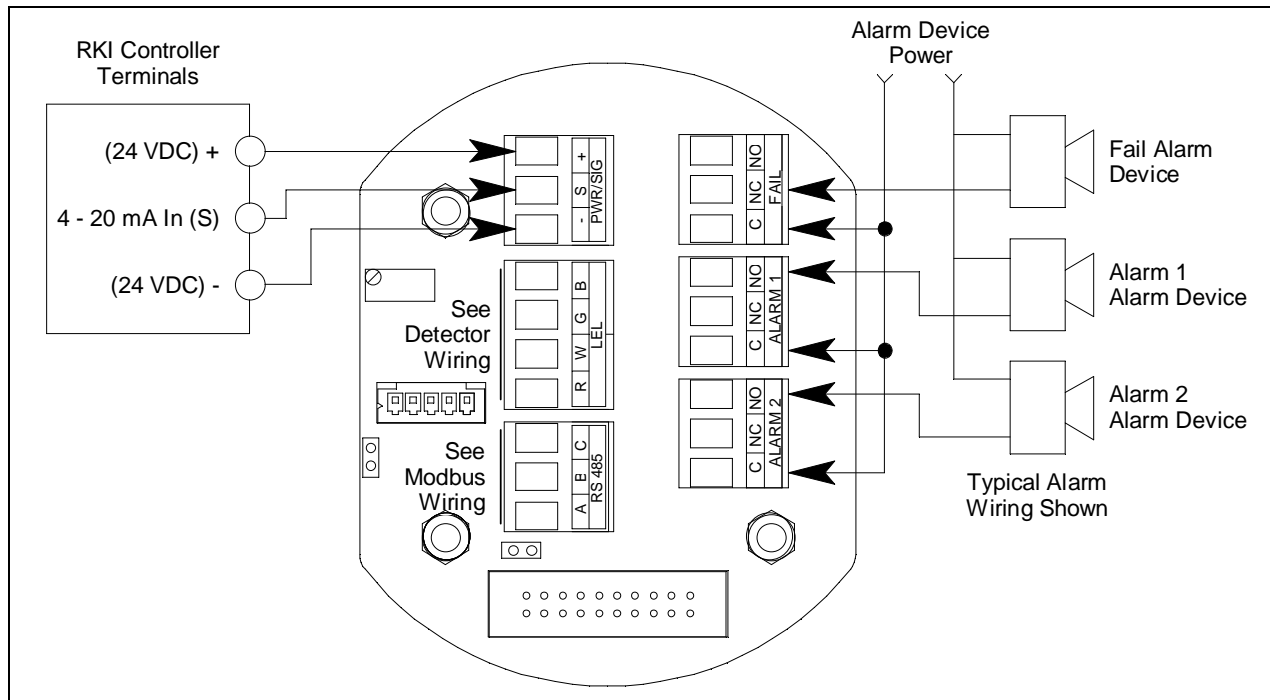 RKI Controller
Terminals
(24 VDC) +
4 - 20 mA In (S)
(24 VDC) -
+
S
-
PWR/SIG
See
Detector
Wiring
B
G
W
R
LEL
See
Modbus
Wiring
C
B
A
RS 485
NO
NC
C
FAIL
NO
NC
C
ALARM 1
NO
NC
C
ALARM 2
Alarm Device
Power
Fail Alarm
Device
Alarm 1
Alarm Device
Alarm 2
Alarm Device
Typical Alarm
Wiring Shown